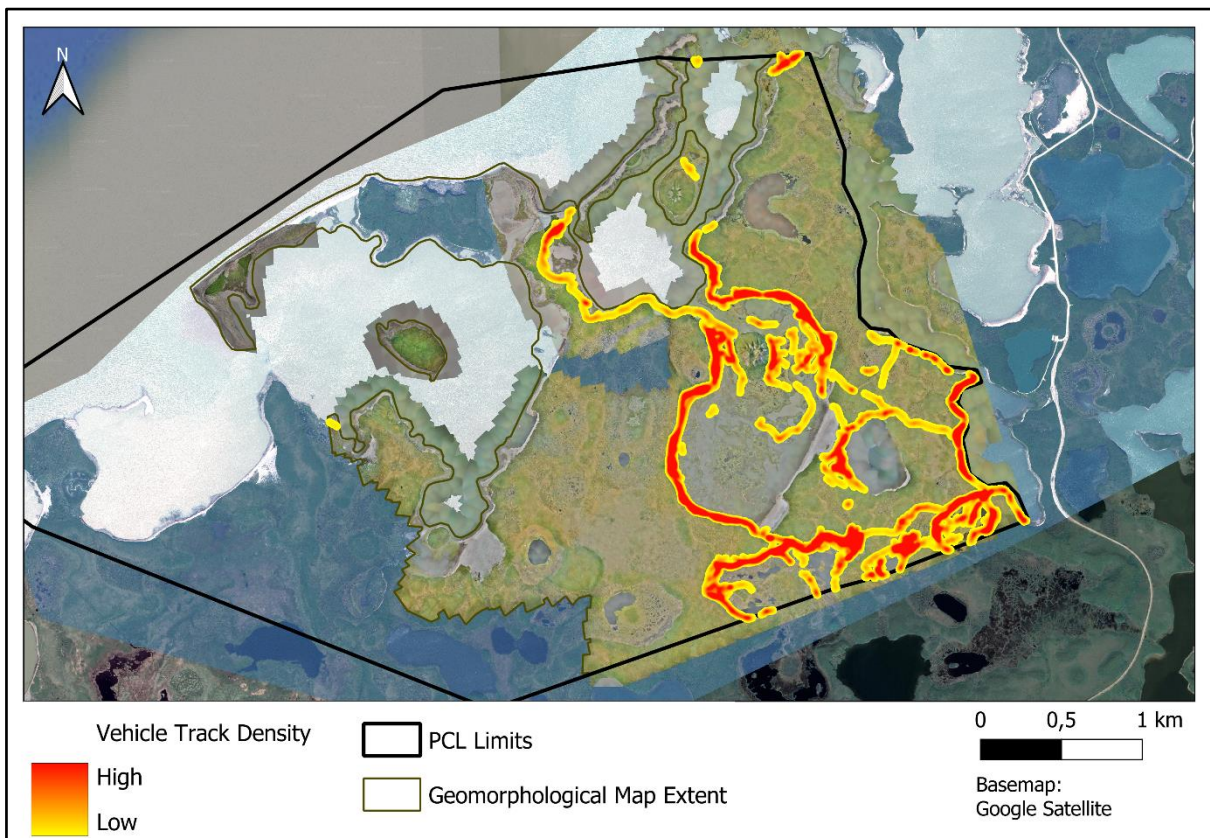 N
Vehicle Track Density
High
Low
PCL Limits
Geomorphological Map Extent
0 0,5 1 km
Basemap:
Google Satellite